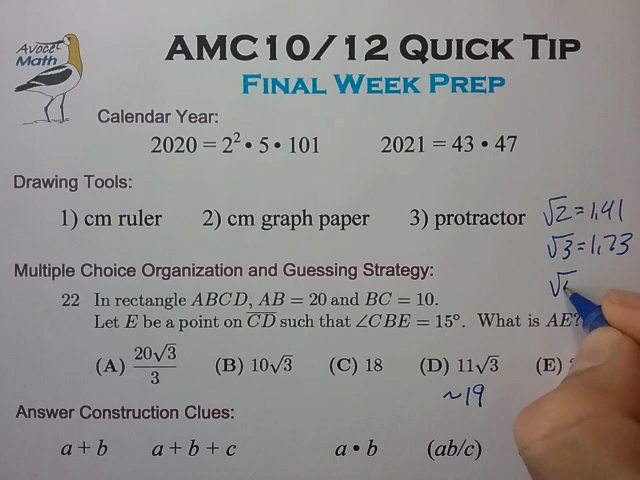 Avocet
Math
AMC10/12 QUICK TIP
FINAL WEEK PREP
Calendar Year:
2020 = 2² • 5 • 101 2021 = 43 • 47
Drawing Tools:
1) cm ruler 2) cm graph paper 3) protractor
√2 = 1.41
√3 = 1.73
Multiple Choice Organization and Guessing Strategy:
22 In rectangle ABCD, AB = 20 and BC = 10.
Let E be a point on C̅D̅ such that ∠CBE = 15°. What is AE?
(A) 20√3/3 (B) 10√3 (C) 18 (D) 11√3 (E)
~19
Answer Construction Clues:
a + b a + b + c a • b (ab/c)